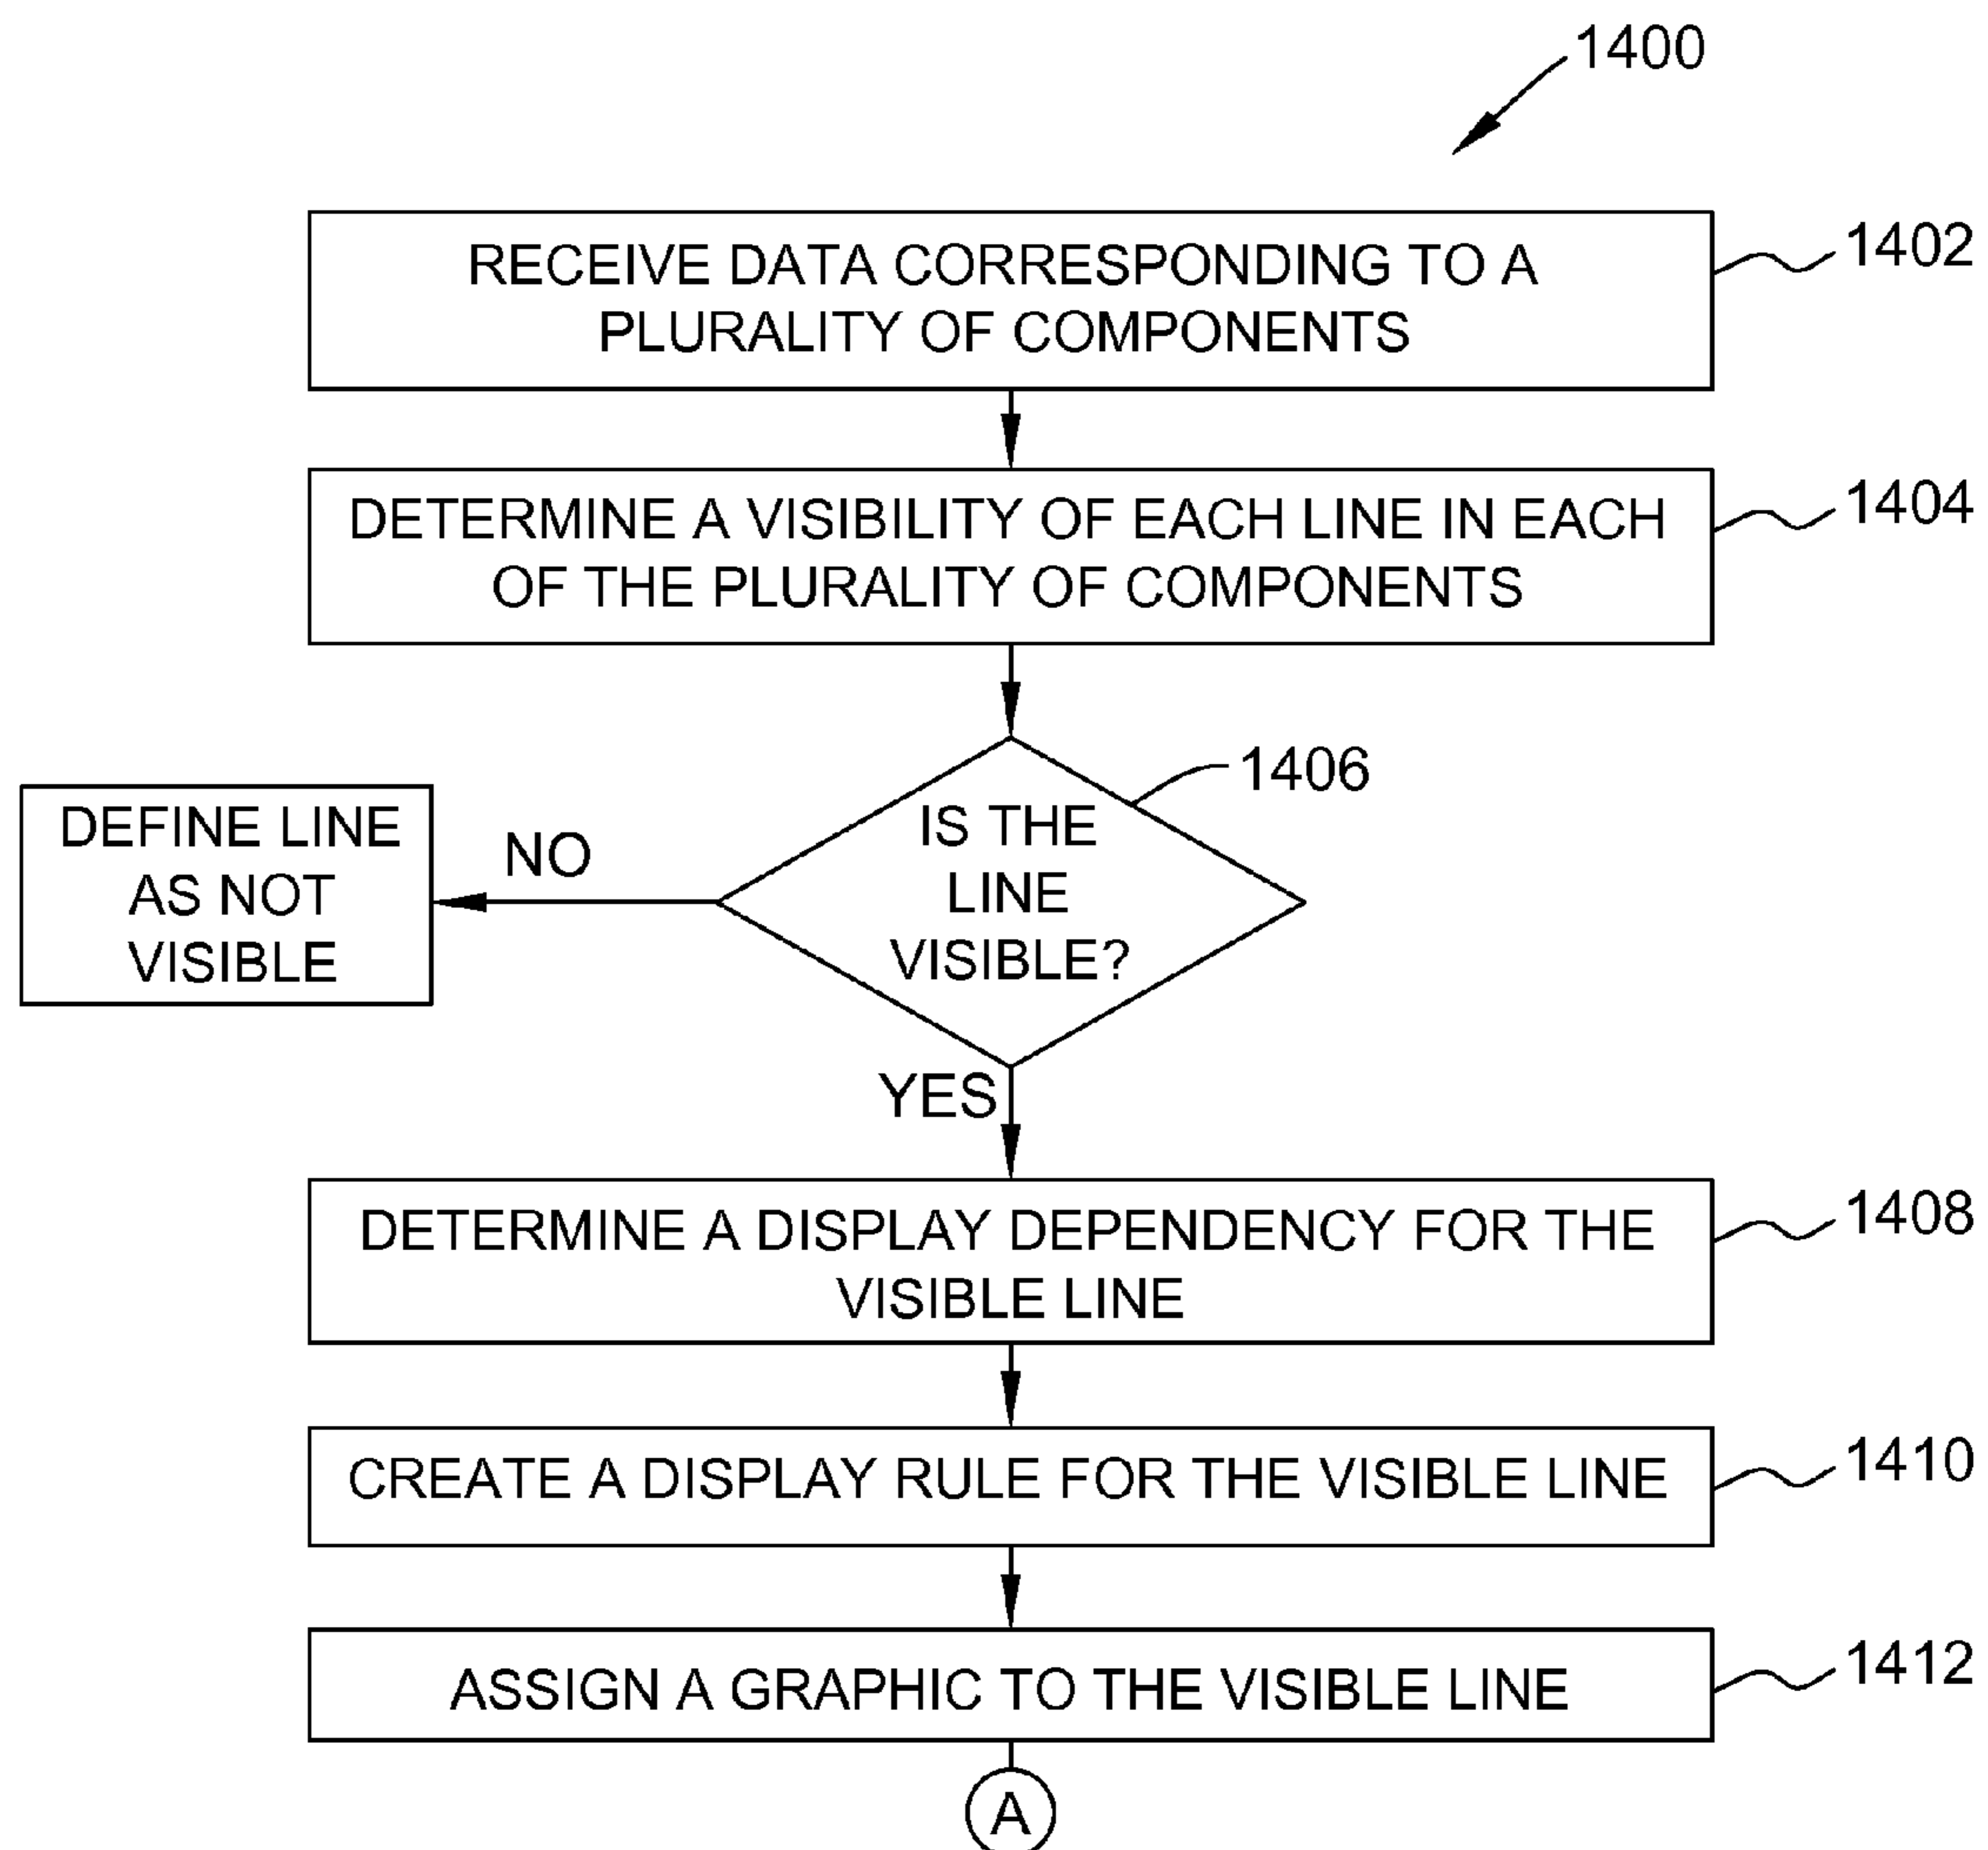 1400
RECEIVE DATA CORRESPONDING TO A
PLURALITY OF COMPONENTS
1402
DETERMINE A VISIBILITY OF EACH LINE IN EACH
OF THE PLURALITY OF COMPONENTS
1404
IS THE
LINE
VISIBLE?
1406
NO
DEFINE LINE
AS NOT
VISIBLE
YES
DETERMINE A DISPLAY DEPENDENCY FOR THE
VISIBLE LINE
1408
CREATE A DISPLAY RULE FOR THE VISIBLE LINE
1410
ASSIGN A GRAPHIC TO THE VISIBLE LINE
1412
A